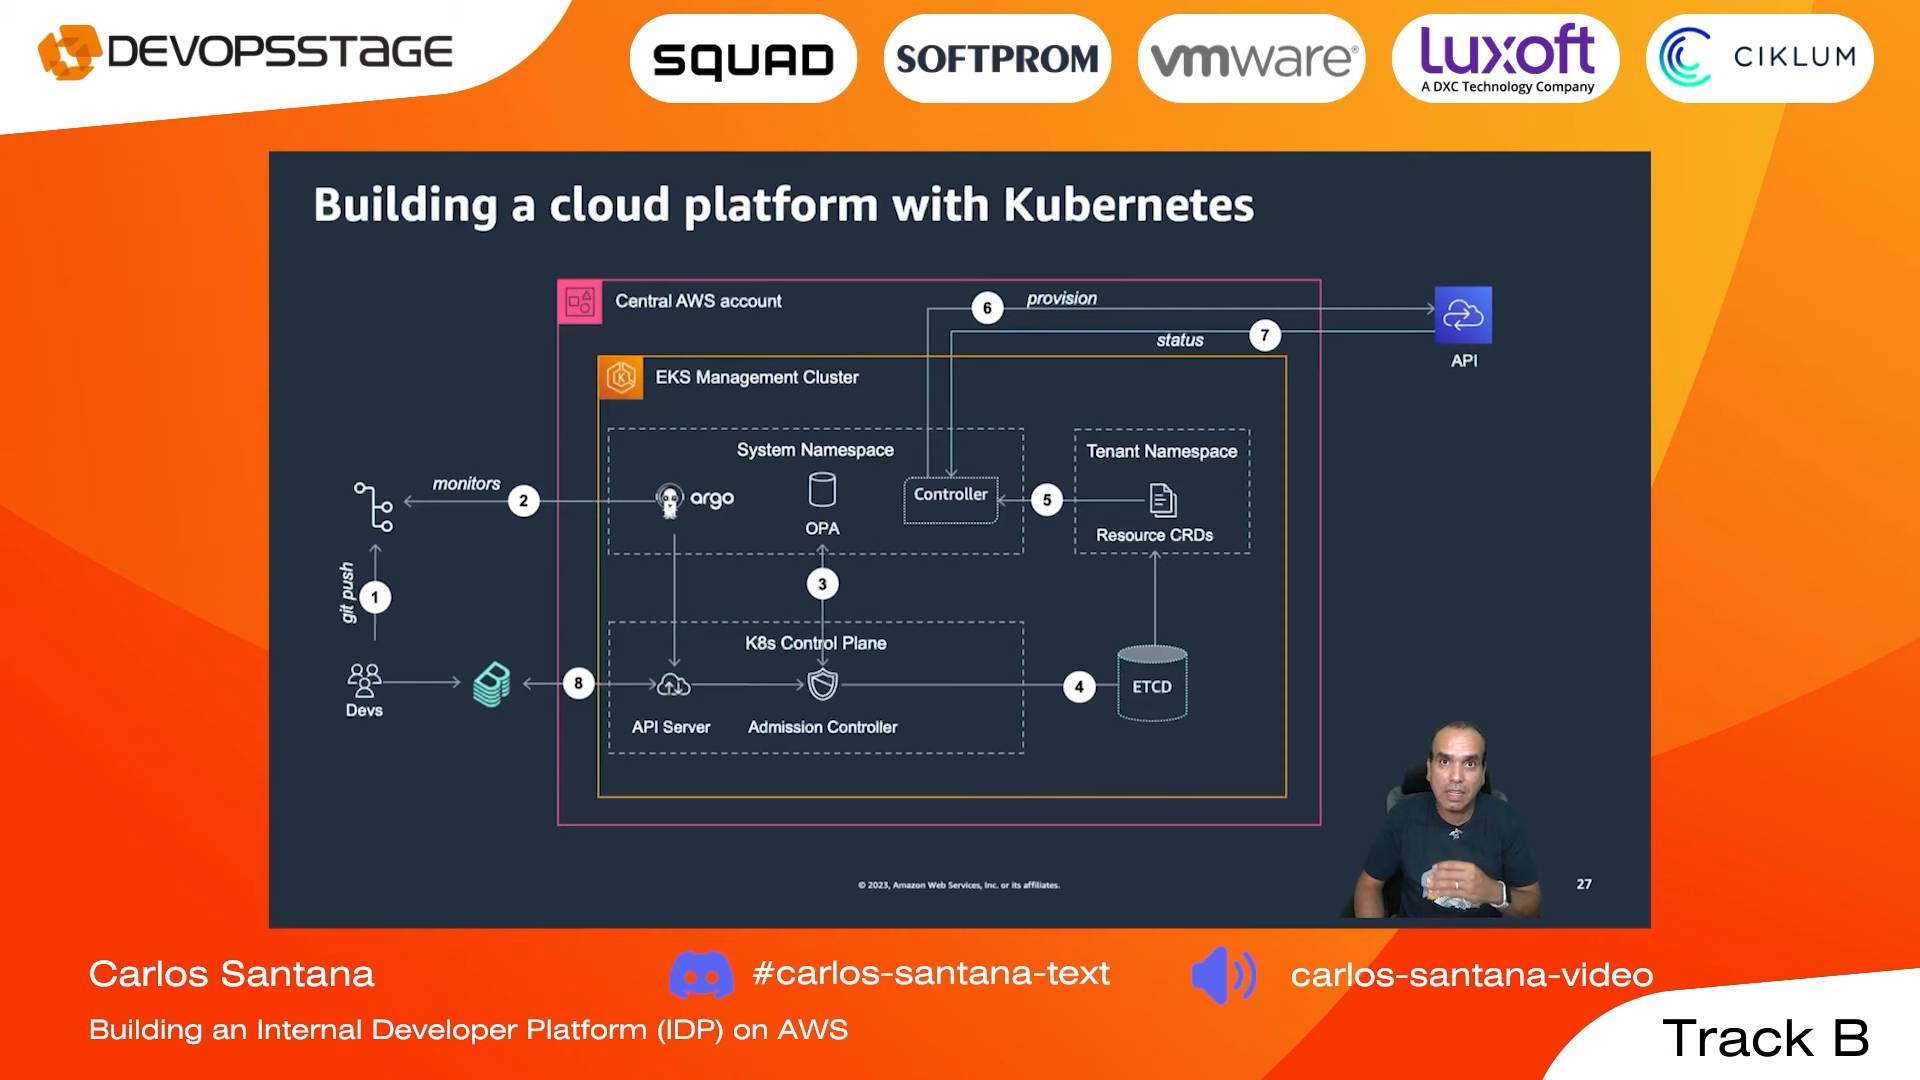 DEVOPSSTAGE
SQUAD
SOFTPROM
vmware®
Luxoft
A DXC Technology Company
CIKLUM
Building a cloud platform with Kubernetes
Central AWS account
6
provision
status
7
API
EKS Management Cluster
System Namespace
Tenant Namespace
monitors
2
argo
OPA
Controller
5
Resource CRDs
git push
1
3
K8s Control Plane
Devs
8
API Server
Admission Controller
4
ETCD
© 2023, Amazon Web Services, Inc. or its affiliates.
27
Carlos Santana
#carlos-santana-text
carlos-santana-video
Building an Internal Developer Platform (IDP) on AWS
Track B